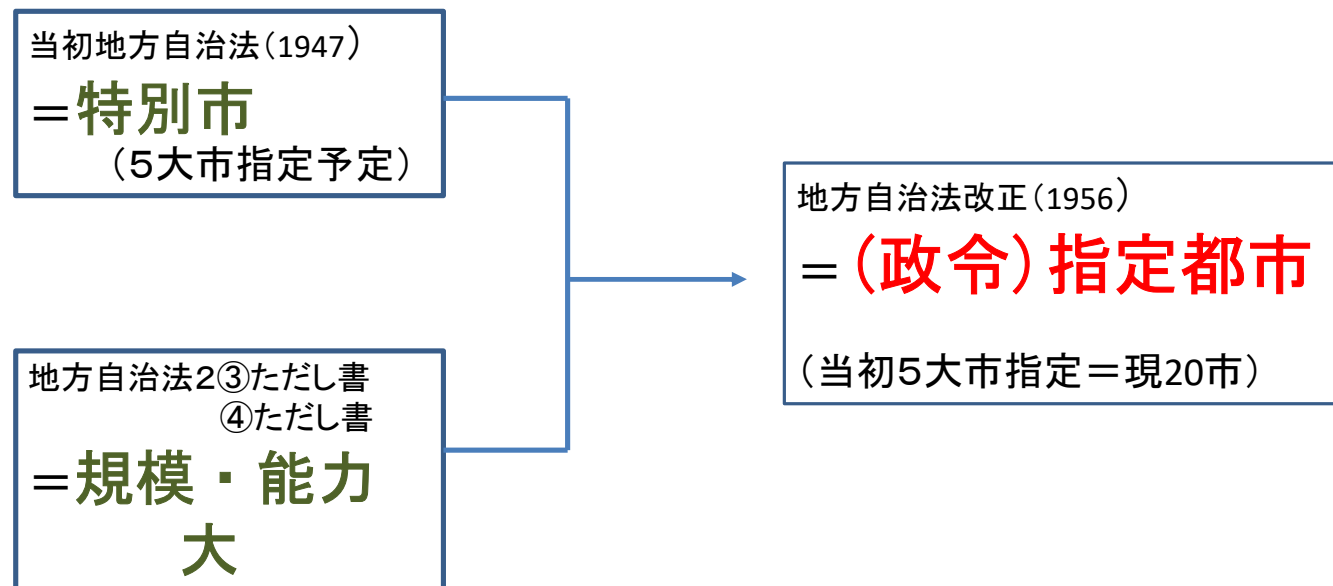 当初地方自治法（1947）
＝特別市
（５大市指定予定）
地方自治法２③ただし書
④ただし書
＝規模・能力
大
地方自治法改正（1956）
＝（政令）指定都市
（当初５大市指定＝現20市）